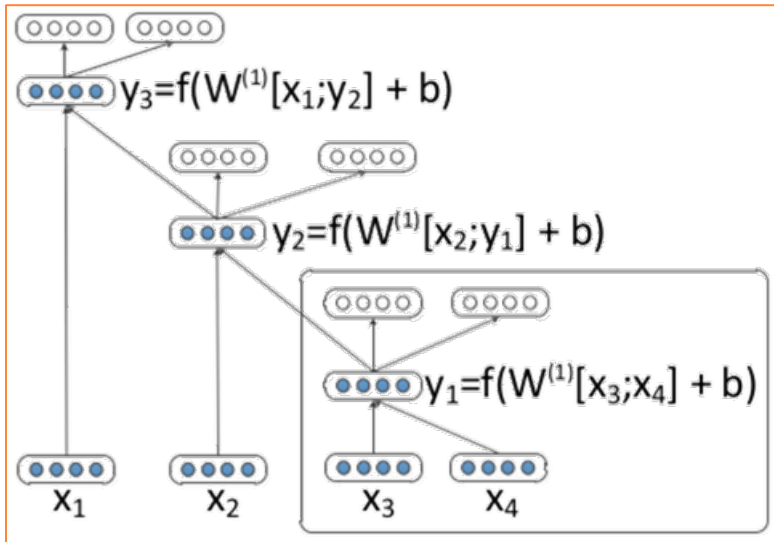 y₃=f(W⁽¹⁾[x₁;y₂] + b)
y₂=f(W⁽¹⁾[x₂;y₁] + b)
y₁=f(W⁽¹⁾[x₃;x₄] + b)
x₁ x₂ x₃ x₄